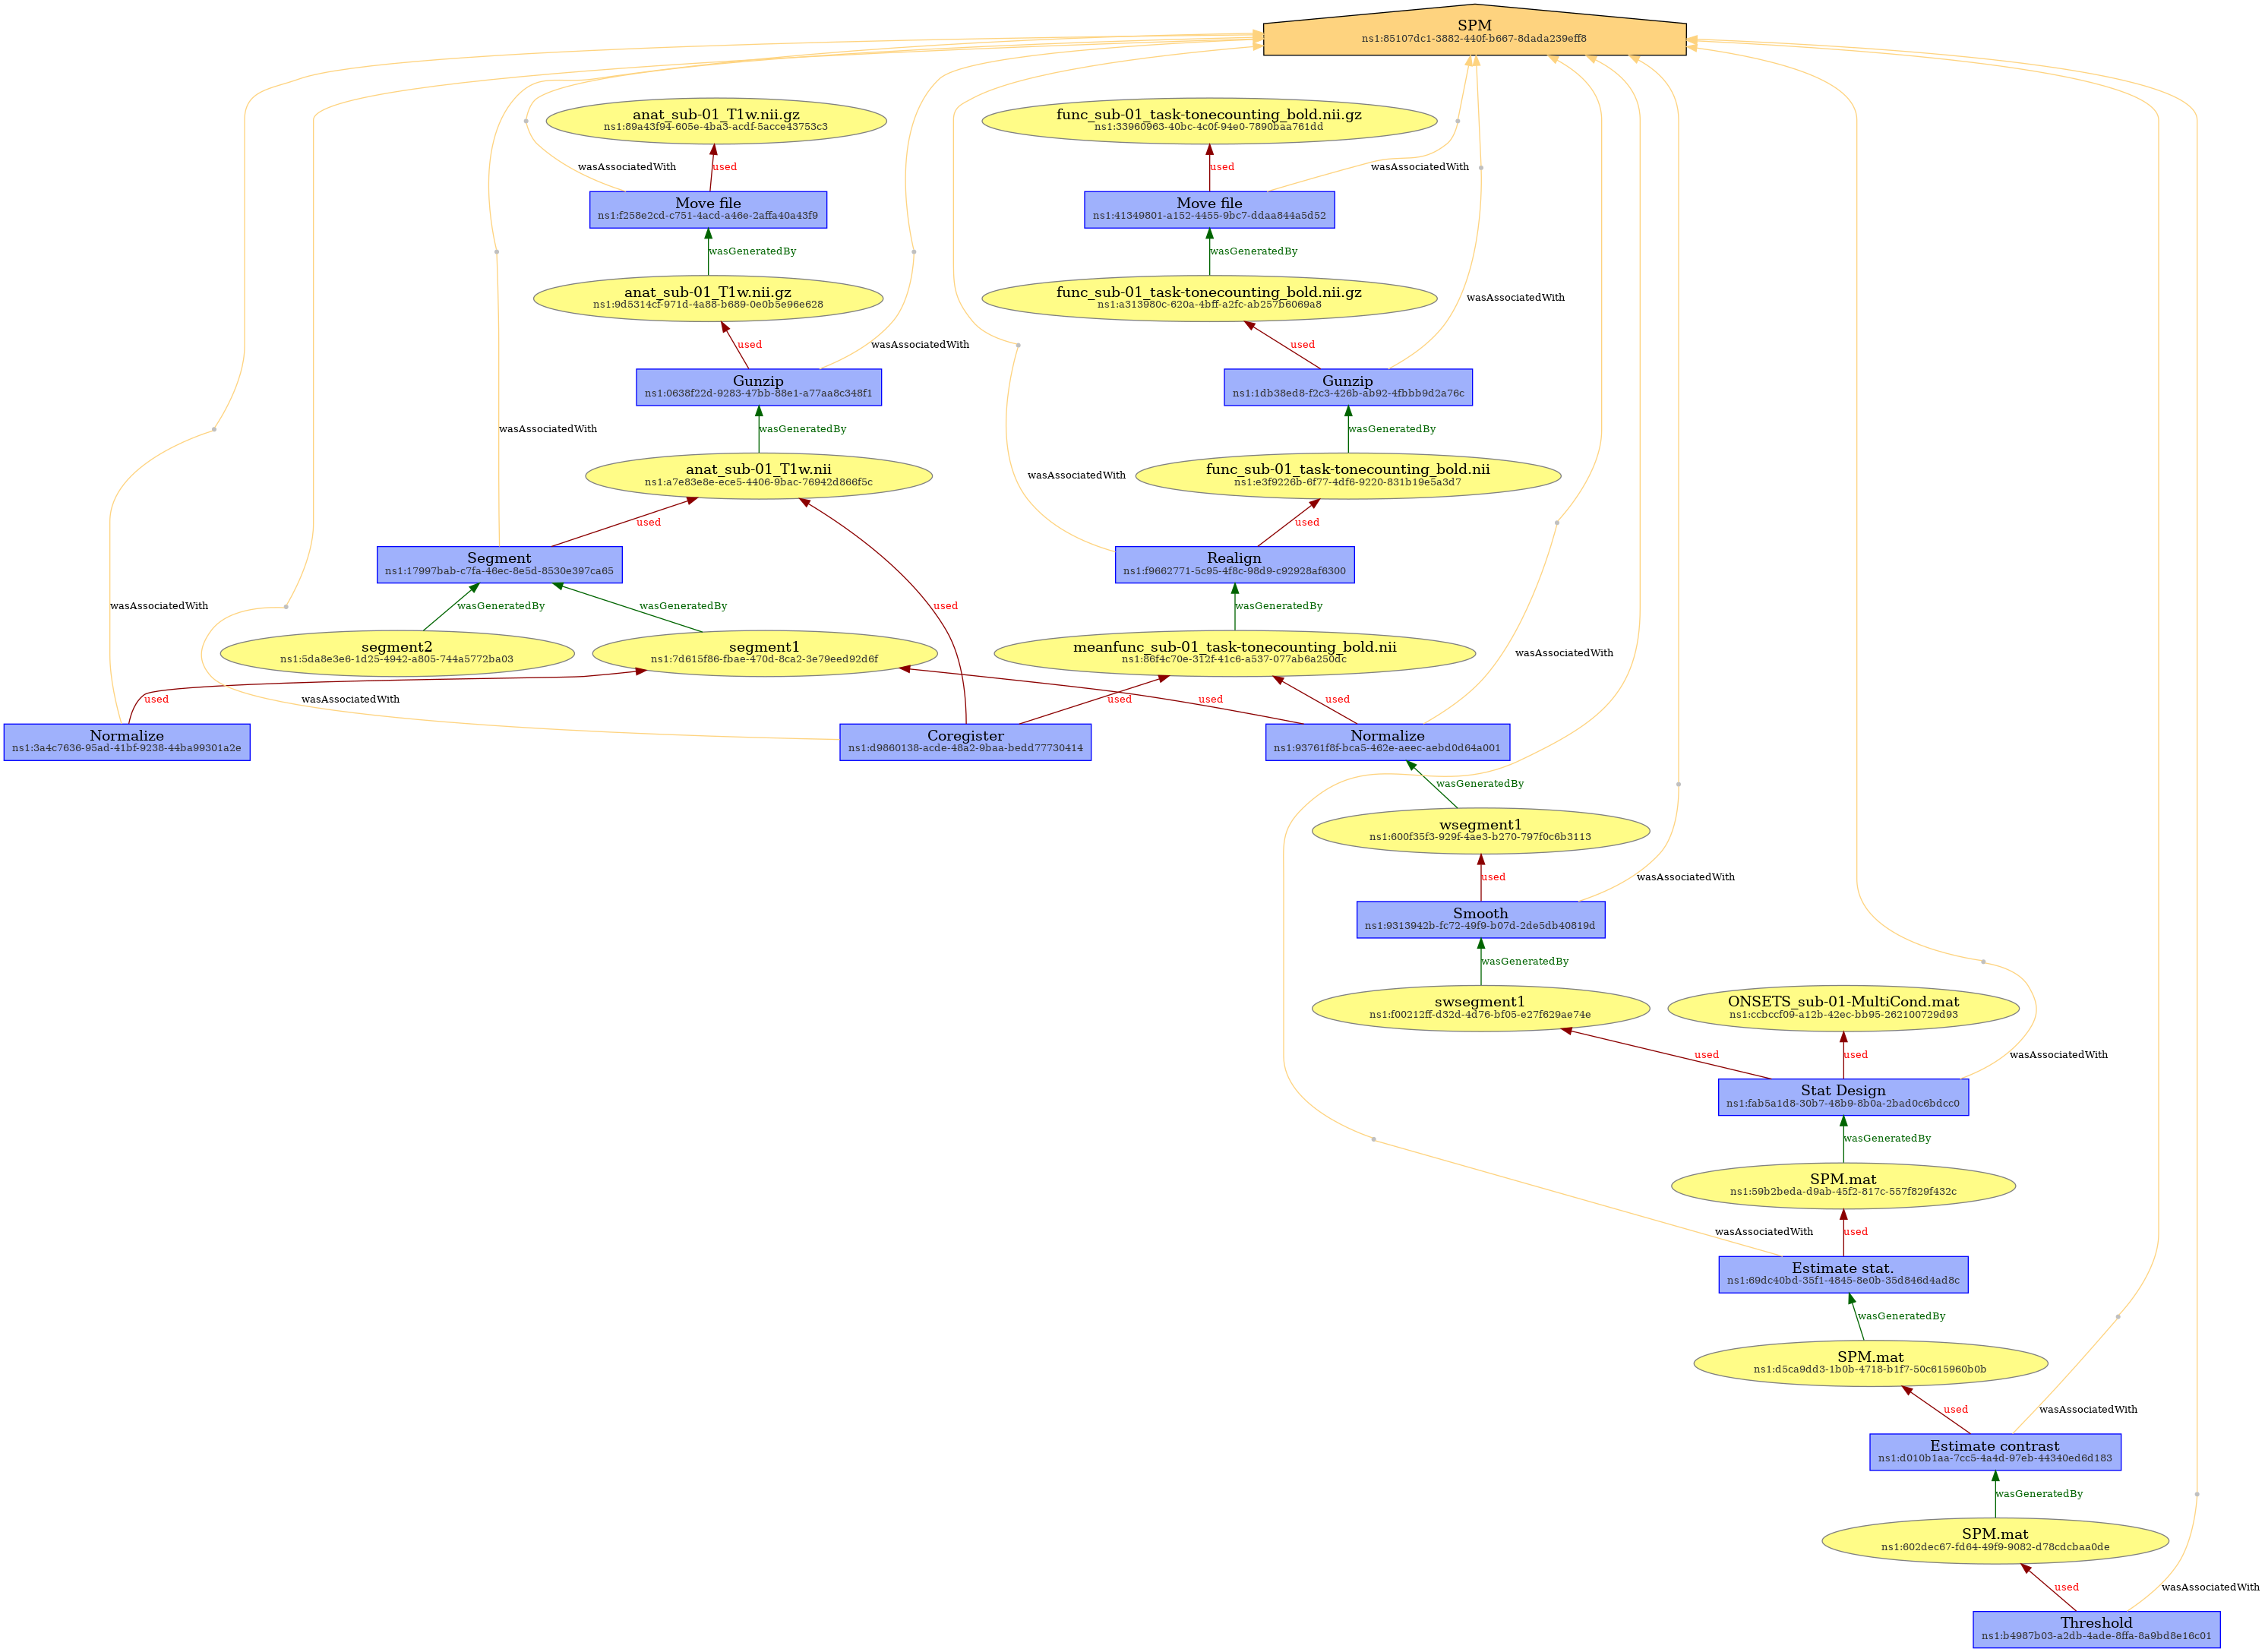 SPM
ns1:85107dc1-3882-440f-b667-8dada239eff8
anat_sub-01_T1w.nii.gz
ns1:89a43f94-605e-4ba3-acdf-5acce43753c3
func_sub-01_task-tonecounting_bold.nii.gz
ns1:33960963-40bc-4c0f-94e0-7890baa761dd
wasAssociatedWith
used
used
wasAssociatedWith
Move file
ns1:f258e2cd-c751-4acd-a46e-2affa40a43f9
Move file
ns1:41349801-a152-4455-9bc7-ddaa844a5d52
wasGeneratedBy
wasGeneratedBy
anat_sub-01_T1w.nii.gz
ns1:9d5314cf-971d-4a88-b689-0e0b5e96e628
func_sub-01_task-tonecounting_bold.nii.gz
ns1:a313980c-620a-4bff-a2fc-ab257b6069a8
wasAssociatedWith
used
wasAssociatedWith
used
Gunzip
ns1:0638f22d-9283-47bb-88e1-a77aa8c348f1
Gunzip
ns1:1db38ed8-f2c3-426b-ab92-4fbbb9d2a76c
wasAssociatedWith
wasGeneratedBy
wasGeneratedBy
anat_sub-01_T1w.nii
ns1:a7e83e8e-ece5-4406-9bac-76942d866f5c
wasAssociatedWith
func_sub-01_task-tonecounting_bold.nii
ns1:e3f9226b-6f77-4df6-9220-831b19e5a3d7
used
used
Segment
ns1:17997bab-c7fa-46ec-8e5d-8530e397ca65
Realign
ns1:f9662771-5c95-4f8c-98d9-c92928af6300
wasAssociatedWith
wasGeneratedBy
wasGeneratedBy
used
wasGeneratedBy
segment2
ns1:5da8e3e6-1d25-4942-a805-744a5772ba03
segment1
ns1:7d615f86-fbae-470d-8ca2-3e79eed92d6f
meanfunc_sub-01_task-tonecounting_bold.nii
ns1:86f4c70e-312f-41c6-a537-077ab6a250dc
wasAssociatedWith
used
wasAssociatedWith
used
used
used
Normalize
ns1:3a4c7636-95ad-41bf-9238-44ba99301a2e
Coregister
ns1:d9860138-acde-48a2-9baa-bedd77730414
Normalize
ns1:93761f8f-bca5-462e-aeec-aebd0d64a001
wasGeneratedBy
wsegment1
ns1:600f35f3-929f-4ae3-b270-797f0c6b3113
used
wasAssociatedWith
Smooth
ns1:9313942b-fc72-49f9-b07d-2de5db40819d
wasGeneratedBy
swsegment1
ns1:f00212ff-d32d-4d76-bf05-e27f629ae74e
ONSETS_sub-01-MultiCond.mat
ns1:ccbccf09-a12b-42ec-bb95-262100729d93
used
used
wasAssociatedWith
Stat Design
ns1:fab5a1d8-30b7-48b9-8b0a-2bad0c6bdcc0
wasGeneratedBy
SPM.mat
ns1:59b2beda-d9ab-45f2-817c-557f829f432c
wasAssociatedWith
used
Estimate stat.
ns1:69dc40bd-35f1-4845-8e0b-35d846d4ad8c
wasGeneratedBy
SPM.mat
ns1:d5ca9dd3-1b0b-4718-b1f7-50c615960b0b
used
wasAssociatedWith
Estimate contrast
ns1:d010b1aa-7cc5-4a4d-97eb-44340ed6d183
wasGeneratedBy
SPM.mat
ns1:602dec67-fd64-49f9-9082-d78cdcbaa0de
used
wasAssociatedWith
Threshold
ns1:b4987b03-a2db-4ade-8ffa-8a9bd8e16c01